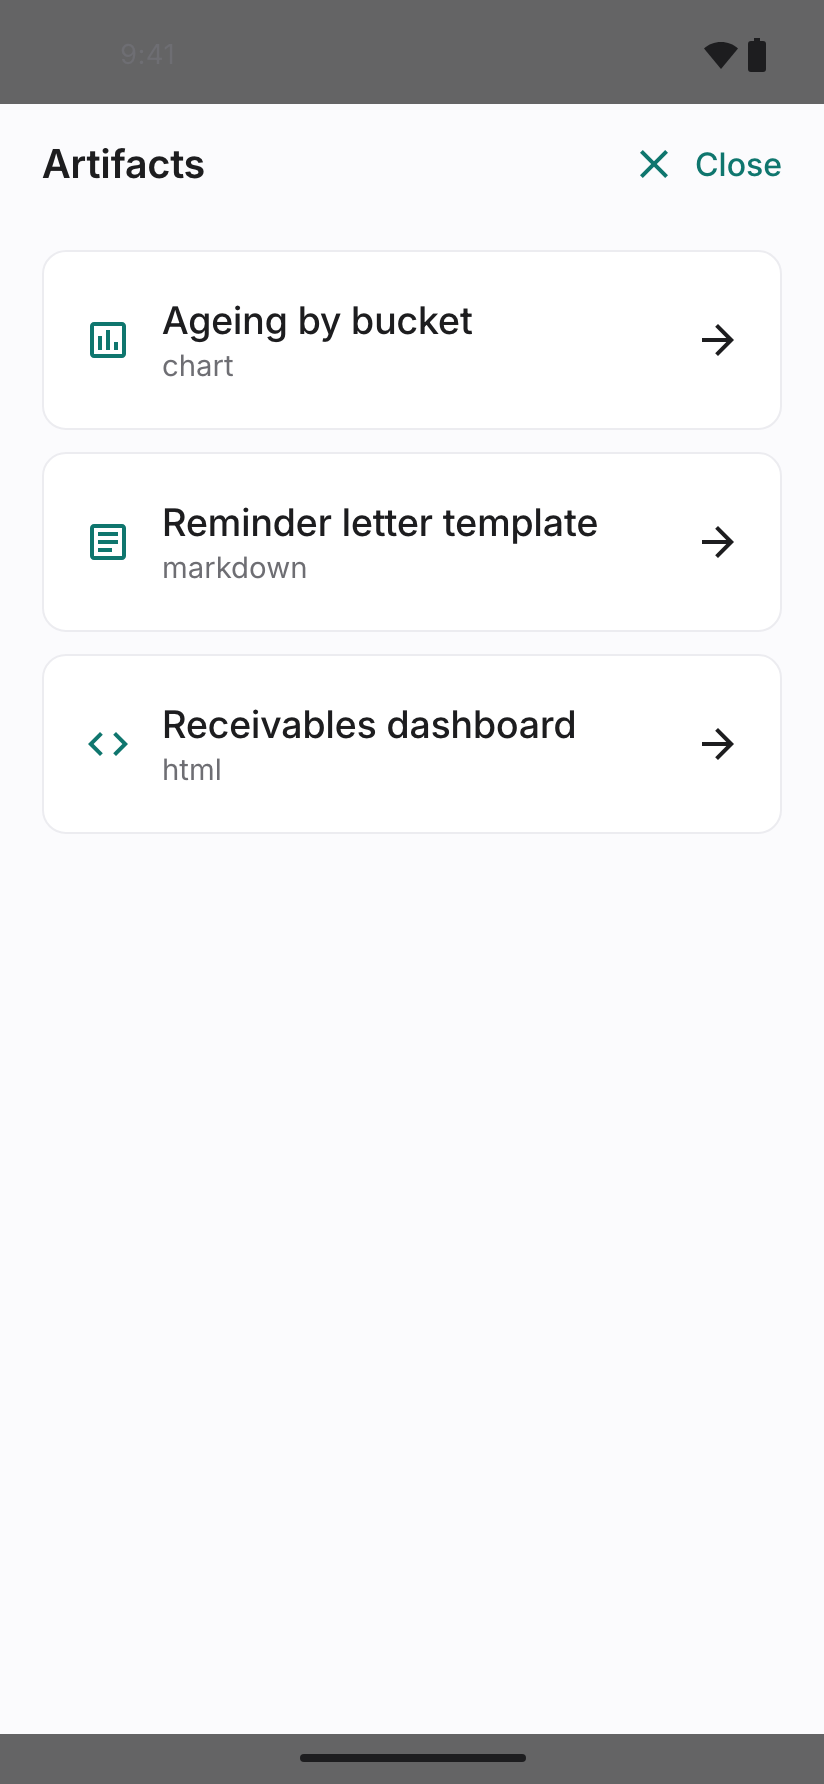 9:41
Artifacts
Close
Ageing by bucket
chart
Reminder letter template
markdown
Receivables dashboard
html